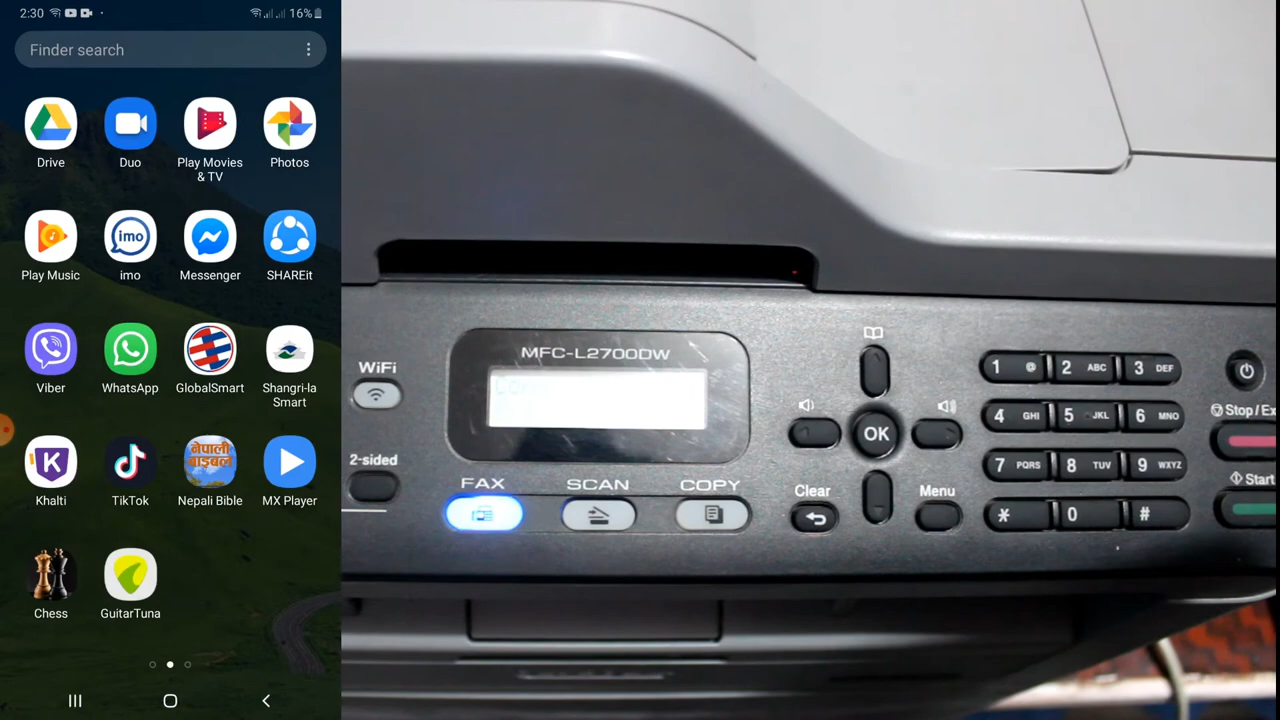 2:30
16%
Finder search
Drive
Duo
Play Movies
& TV
Photos
Play Music
imo
imo
Messenger
SHAREit
Viber
WhatsApp
GlobalSmart
Shangri-la
Smart
नेपाली
बाइबल
Khalti
TikTok
Nepali Bible
MX Player
Chess
GuitarTuna
MFC-L2700DW
WiFi
2-sided
FAX
SCAN
COPY
OK
Clear
Menu
1 @
2 ABC
3 DEF
4 GHI
5 JKL
6 MNO
7 PQRS
8 TUV
9 WXYZ
*
0
#
Stop/Ex
Start